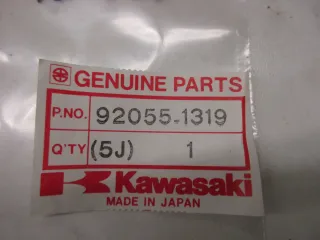 GENUINE PARTS
P.NO. 92055-1319
Q'TY (5J) 1
Kawasaki
MADE IN JAPAN